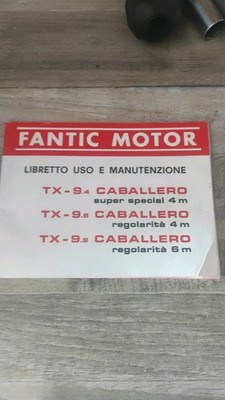 FANTIC MOTOR
LIBRETTO USO E MANUTENZIONE
TX-9.4 CABALLERO
super special 4 m
TX-9.8 CABALLERO
regolarità 4 m
TX-9.9 CABALLERO
regolarità 6 m